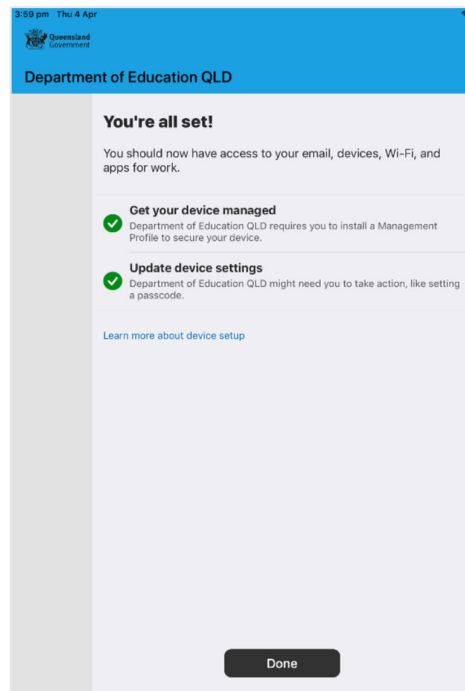 3:59 pm Thu 4 Apr
Queensland
Government
Department of Education QLD
You're all set!
You should now have access to your email, devices, Wi-Fi, and
apps for work.
Get your device managed
Department of Education QLD requires you to install a Management
Profile to secure your device.
Update device settings
Department of Education QLD might need you to take action, like setting
a passcode.
Learn more about device setup
Done